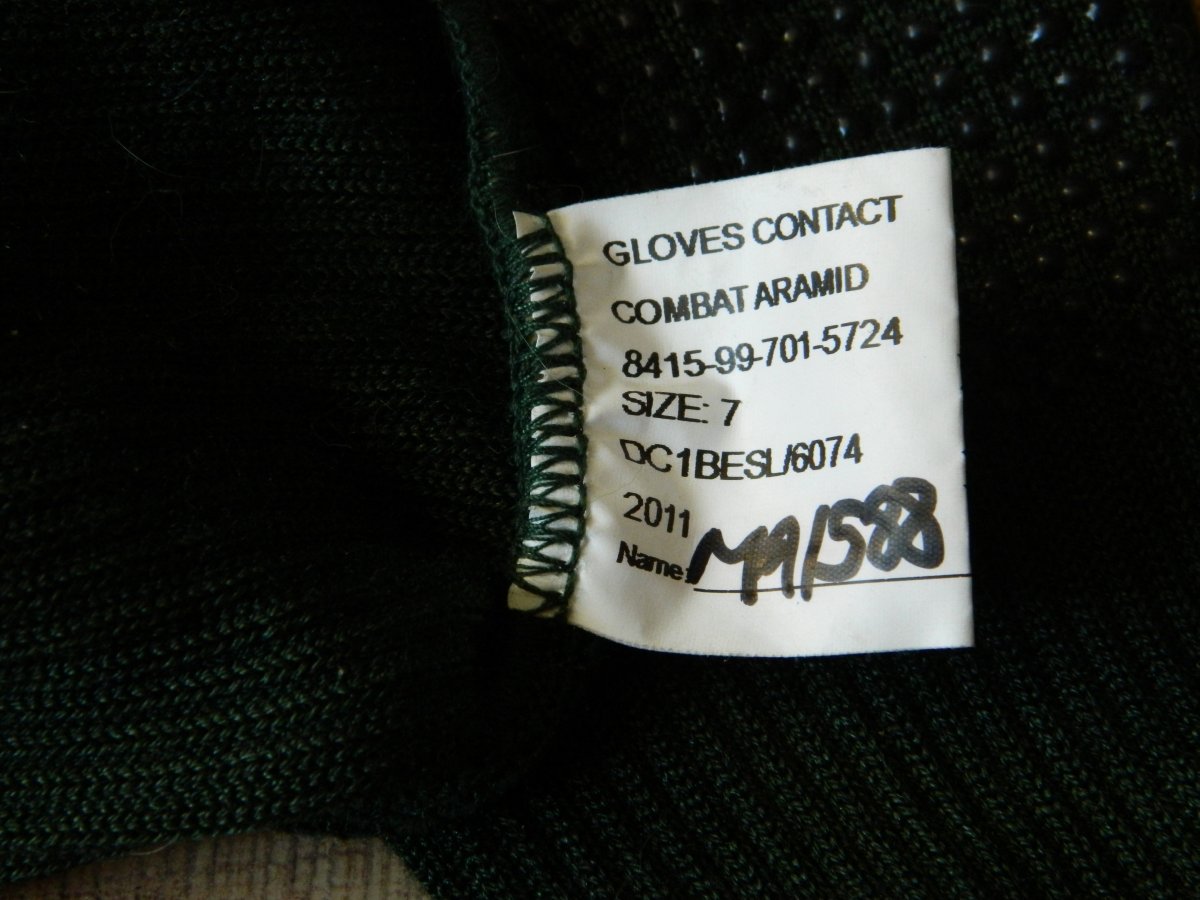 GLOVES CONTACT
COMBAT ARAMID
8415-99-701-5724
SIZE: 7
DC1BESL/6074
2011
Name: MA1588